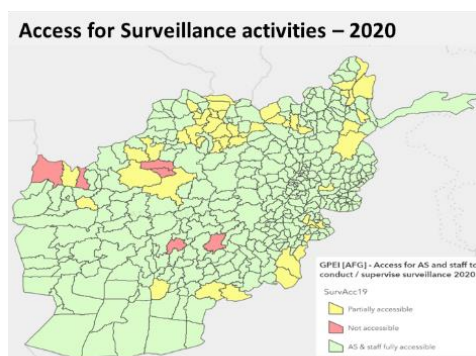 Access for Surveillance activities – 2020
GPEI [AFG] - Access for AS and staff to
conduct / supervise surveillance 2020
SurvAcc19
Partially accessible
Not accessible
AS & staff fully accessible